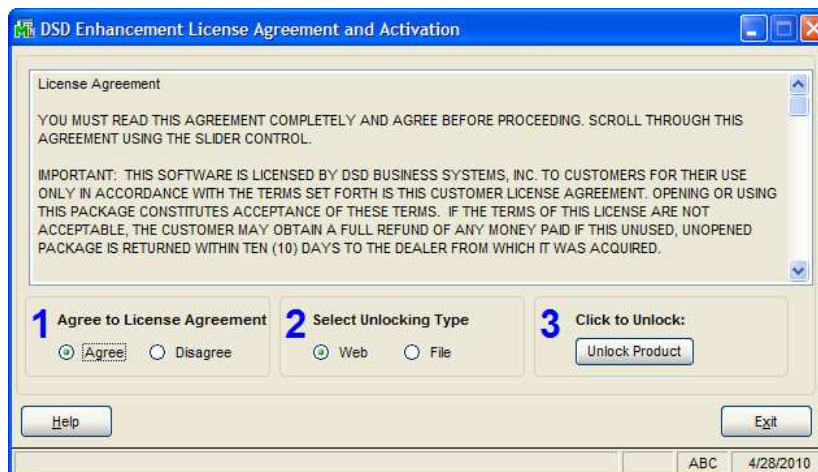 DSD Enhancement License Agreement and Activation
License Agreement
YOU MUST READ THIS AGREEMENT COMPLETELY AND AGREE BEFORE PROCEEDING. SCROLL THROUGH THIS
AGREEMENT USING THE SLIDER CONTROL.
IMPORTANT: THIS SOFTWARE IS LICENSED BY DSD BUSINESS SYSTEMS, INC. TO CUSTOMERS FOR THEIR USE
ONLY IN ACCORDANCE WITH THE TERMS SET FORTH IS THIS CUSTOMER LICENSE AGREEMENT. OPENING OR USING
THIS PACKAGE CONSTITUTES ACCEPTANCE OF THESE TERMS. IF THE TERMS OF THIS LICENSE ARE NOT
ACCEPTABLE, THE CUSTOMER MAY OBTAIN A FULL REFUND OF ANY MONEY PAID IF THIS UNUSED, UNOPENED
PACKAGE IS RETURNED WITHIN TEN (10) DAYS TO THE DEALER FROM WHICH IT WAS ACQUIRED.
1 Agree to License Agreement
Agree Disagree
2 Select Unlocking Type
Web File
3 Click to Unlock:
Unlock Product
Help
Exit
ABC 4/28/2010